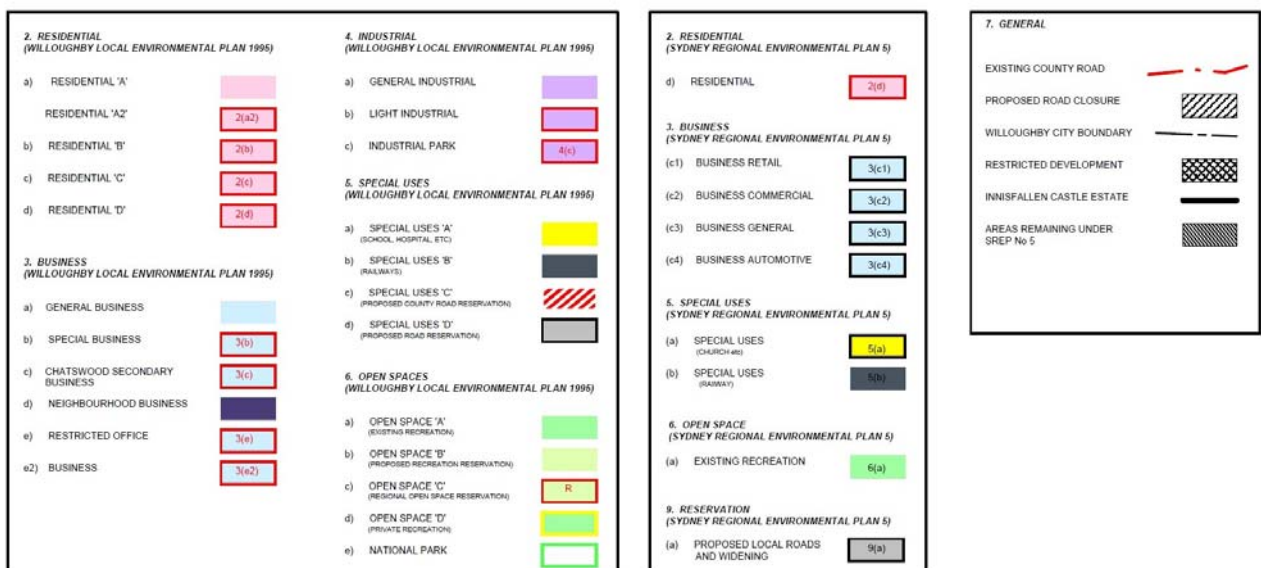 2. RESIDENTIAL
(WILLOUGHBY LOCAL ENVIRONMENTAL PLAN 1995)
a) RESIDENTIAL 'A'
RESIDENTIAL 'A2' 2(a2)
b) RESIDENTIAL 'B' 2(b)
c) RESIDENTIAL 'C' 2(c)
d) RESIDENTIAL 'D' 2(d)
3. BUSINESS
(WILLOUGHBY LOCAL ENVIRONMENTAL PLAN 1995)
a) GENERAL BUSINESS
b) SPECIAL BUSINESS 3(b)
c) CHATSWOOD SECONDARY 3(c)
BUSINESS
d) NEIGHBOURHOOD BUSINESS
e) RESTRICTED OFFICE 3(e)
e2) BUSINESS 3(e2)
4. INDUSTRIAL
(WILLOUGHBY LOCAL ENVIRONMENTAL PLAN 1995)
a) GENERAL INDUSTRIAL
b) LIGHT INDUSTRIAL
c) INDUSTRIAL PARK 4(c)
5. SPECIAL USES
(WILLOUGHBY LOCAL ENVIRONMENTAL PLAN 1995)
a) SPECIAL USES 'A'
(SCHOOL, HOSPITAL, ETC)
b) SPECIAL USES 'B'
(RAILWAYS)
c) SPECIAL USES 'C'
(PROPOSED COUNTY ROAD RESERVATION)
d) SPECIAL USES 'D'
(PROPOSED ROAD RESERVATION)
6. OPEN SPACES
(WILLOUGHBY LOCAL ENVIRONMENTAL PLAN 1995)
a) OPEN SPACE 'A'
(EXISTING RECREATION)
b) OPEN SPACE 'B'
(PROPOSED RECREATION RESERVATION)
c) OPEN SPACE 'C' R
(REGIONAL OPEN SPACE RESERVATION)
d) OPEN SPACE 'D'
(PRIVATE RECREATION)
e) NATIONAL PARK
2. RESIDENTIAL
(SYDNEY REGIONAL ENVIRONMENTAL PLAN 5)
d) RESIDENTIAL 2(d)
3. BUSINESS
(SYDNEY REGIONAL ENVIRONMENTAL PLAN 5)
(c1) BUSINESS RETAIL 3(c1)
(c2) BUSINESS COMMERCIAL 3(c2)
(c3) BUSINESS GENERAL 3(c3)
(c4) BUSINESS AUTOMOTIVE 3(c4)
5. SPECIAL USES
(SYDNEY REGIONAL ENVIRONMENTAL PLAN 5)
(a) SPECIAL USES 5(a)
(CHURCH etc)
(b) SPECIAL USES 5(b)
(RAILWAY)
6. OPEN SPACE
(SYDNEY REGIONAL ENVIRONMENTAL PLAN 5)
(a) EXISTING RECREATION 6(a)
9. RESERVATION
(SYDNEY REGIONAL ENVIRONMENTAL PLAN 5)
(a) PROPOSED LOCAL ROADS 9(a)
AND WIDENING
7. GENERAL
EXISTING COUNTY ROAD
PROPOSED ROAD CLOSURE
WILLOUGHBY CITY BOUNDARY
RESTRICTED DEVELOPMENT
INNISFALLEN CASTLE ESTATE
AREAS REMAINING UNDER
SREP No 5